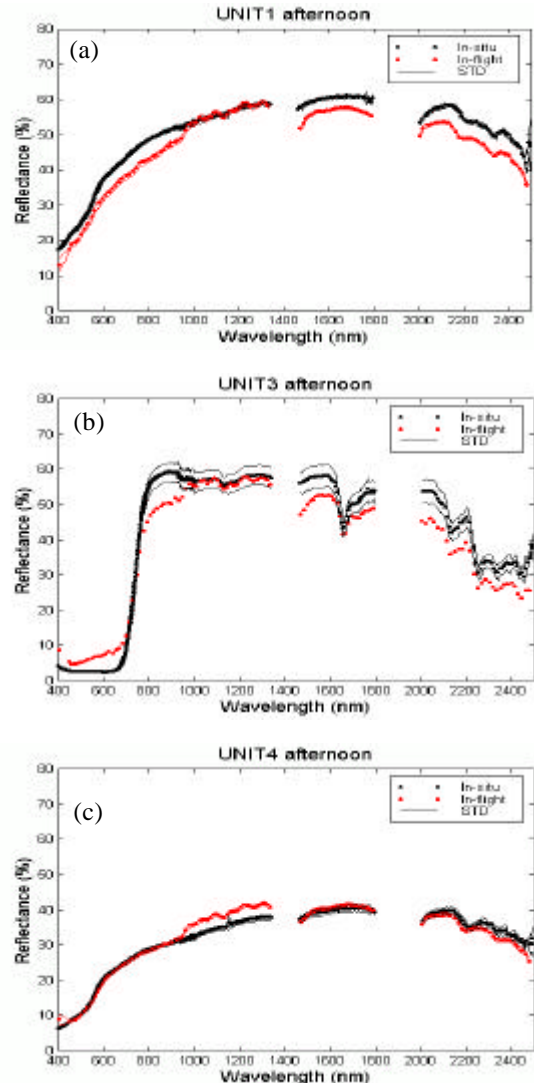 UNIT1 afternoon
(a)
In-situ
In-flight
STD
80
70
60
50
40
30
20
10
0
Reflectance (%)
400 600 800 1000 1200 1400 1600 1800 2000 2200 2400
Wavelength (nm)
UNIT3 afternoon
(b)
In-situ
In-flight
STD
80
70
60
50
40
30
20
10
0
Reflectance (%)
400 600 800 1000 1200 1400 1600 1800 2000 2200 2400
Wavelength (nm)
UNIT4 afternoon
(c)
In-situ
In-flight
STD
80
70
60
50
40
30
20
10
0
Reflectance (%)
400 600 800 1000 1200 1400 1600 1800 2000 2200 2400
Wavelength (nm)